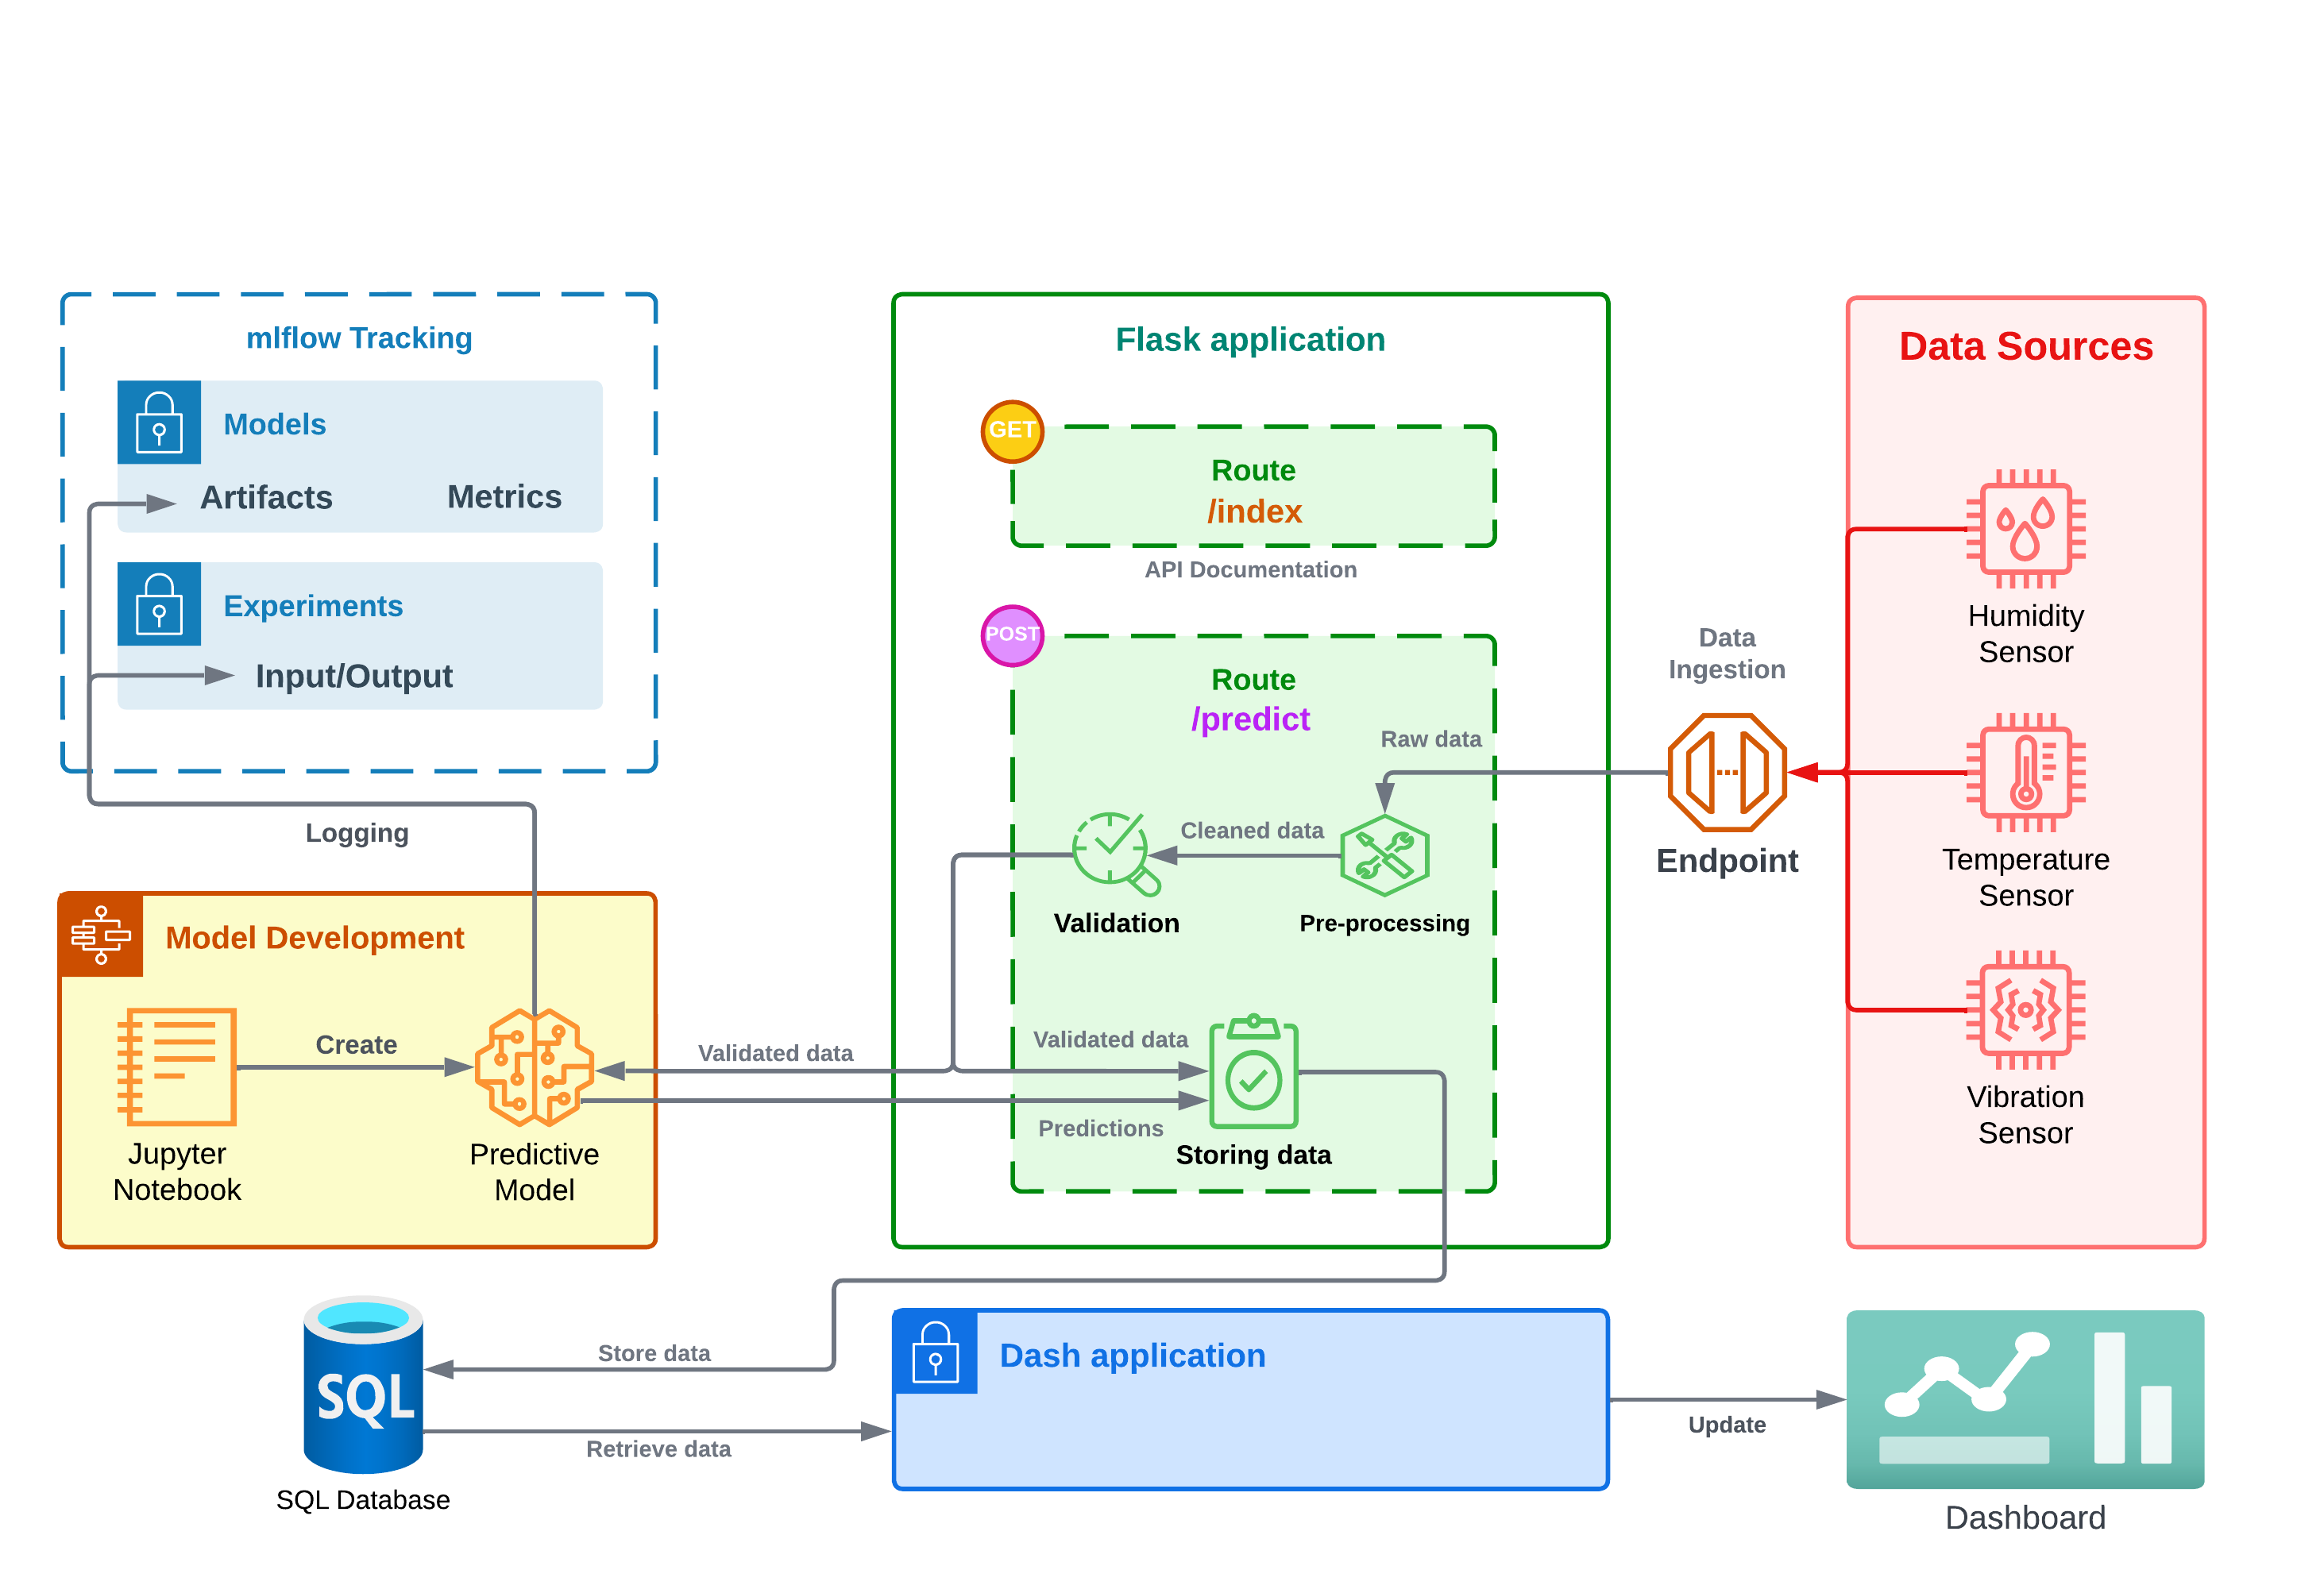 mlflow Tracking
Models
Artifacts
Metrics
Experiments
Input/Output
Logging
Model Development
Create
Jupyter
Notebook
Predictive
Model
Validated data
Flask application
GET
Route
/index
API Documentation
POST
Route
/predict
Raw data
Cleaned data
Validation
Pre-processing
Validated data
Predictions
Storing data
Data
Ingestion
Endpoint
Data Sources
Humidity
Sensor
Temperature
Sensor
Vibration
Sensor
SQL
SQL Database
Store data
Retrieve data
Dash application
Update
Dashboard